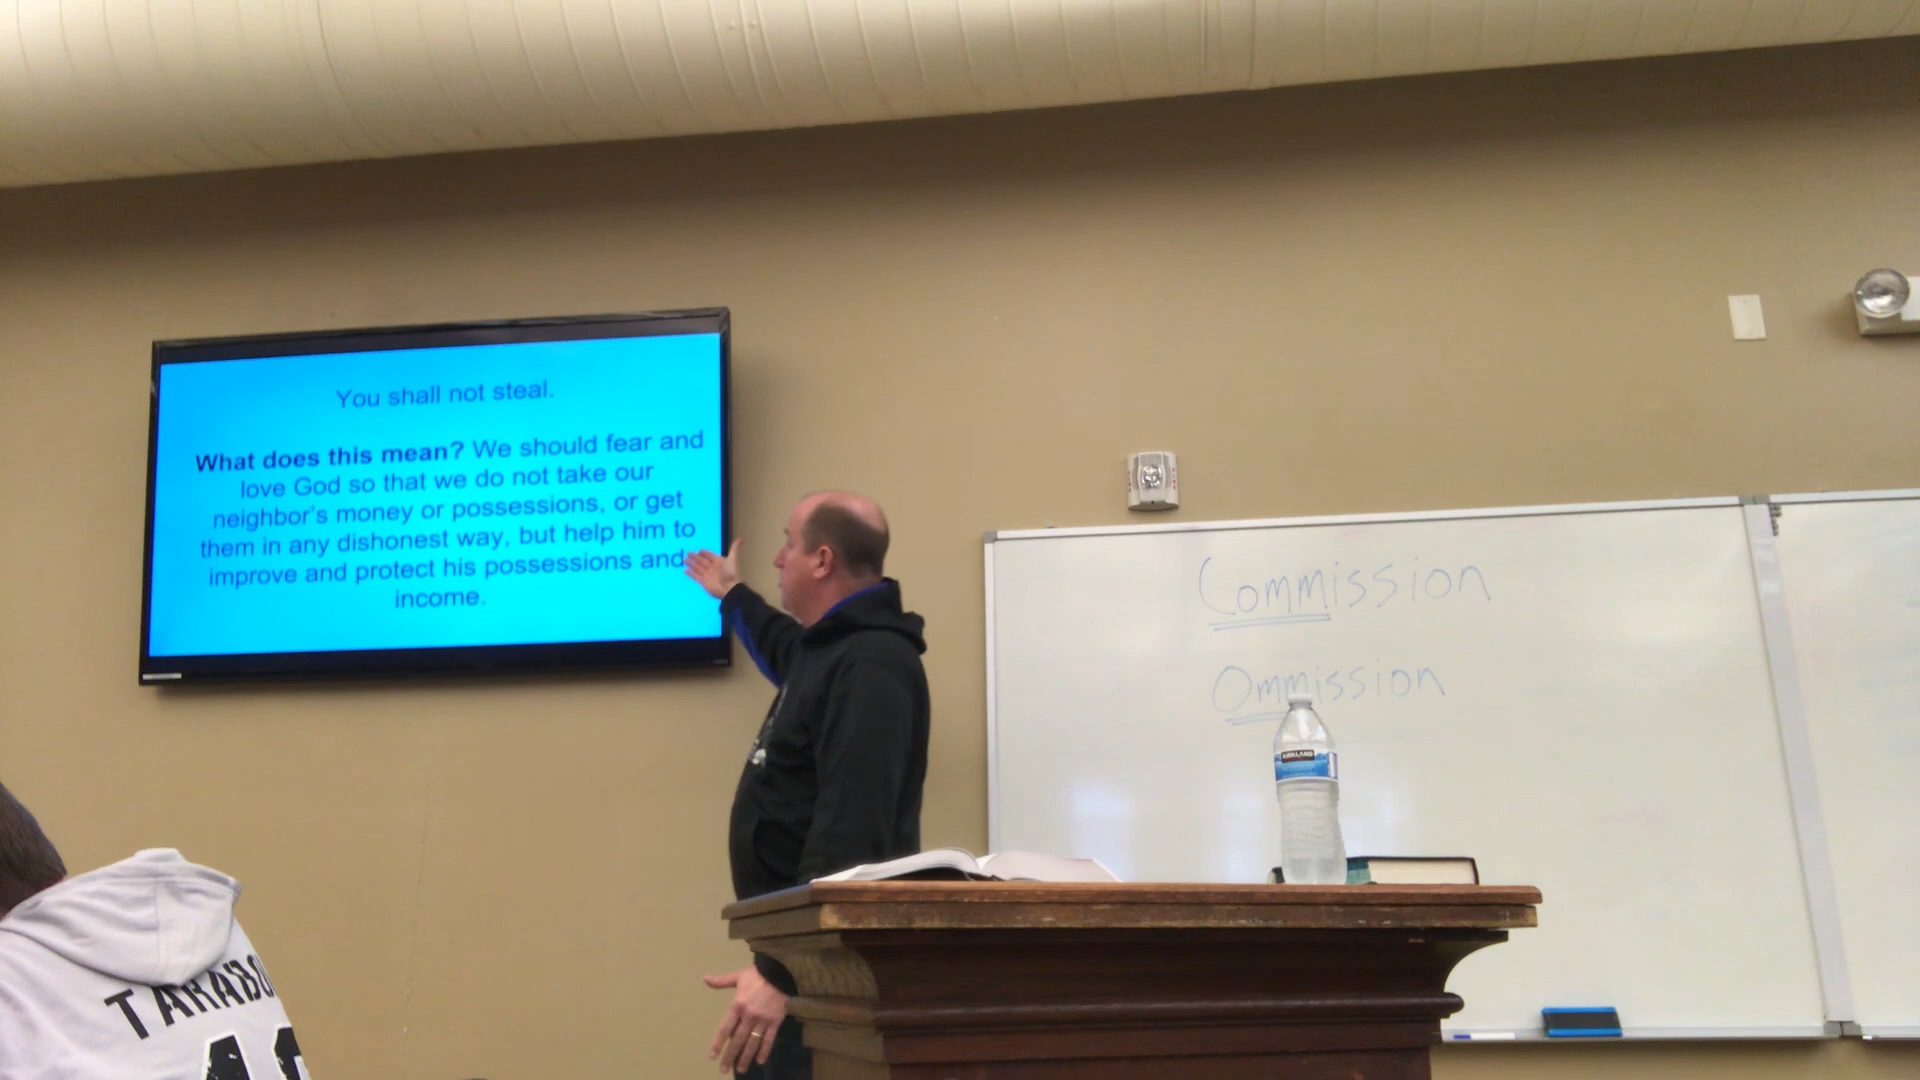 You shall not steal.
What does this mean? We should fear and
love God so that we do not take our
neighbor's money or possessions, or get
them in any dishonest way, but help him to
improve and protect his possessions and
income.
Commission
Ommission
KIRKLAND
TARABO